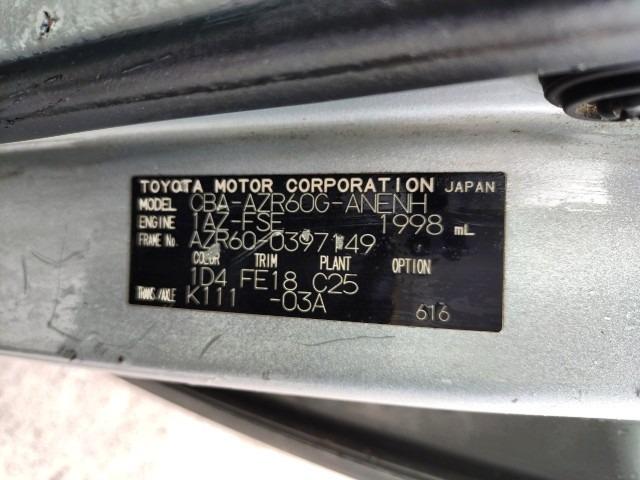 TOYOTA MOTOR CORPORATION JAPAN
MODEL CBA-AZR60G-ANENH
ENGINE 1AZ-FSE 1998 mL
FRAME No. AZR60-0397149
COLOR TRIM PLANT OPTION
1D4 FE18 C25
TRANS/AXLE K111 -03A 616